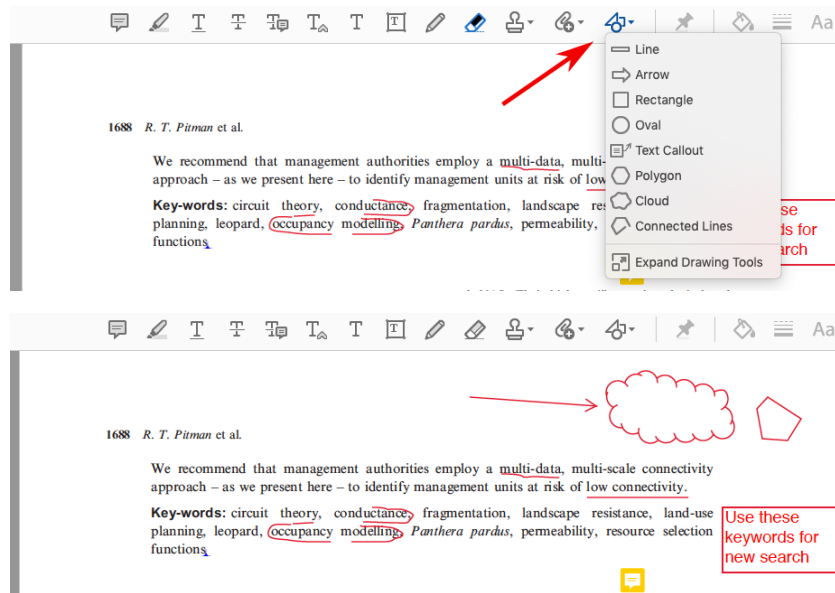 Aa
Line
Arrow
Rectangle
Oval
Text Callout
Polygon
Cloud
Connected Lines
Expand Drawing Tools
1688 R. T. Pitman et al.
We recommend that management authorities employ a multi-data, multi-
approach – as we present here – to identify management units at risk of low
Key-words: circuit theory, conductance, fragmentation, landscape res
planning, leopard, occupancy modelling, Panthera pardus, permeability,
functions
se
ds for
arch
Aa
1688 R. T. Pitman et al.
We recommend that management authorities employ a multi-data, multi-scale connectivity
approach – as we present here – to identify management units at risk of low connectivity.
Key-words: circuit theory, conductance, fragmentation, landscape resistance, land-use
planning, leopard, occupancy modelling, Panthera pardus, permeability, resource selection
functions
Use these
keywords for
new search